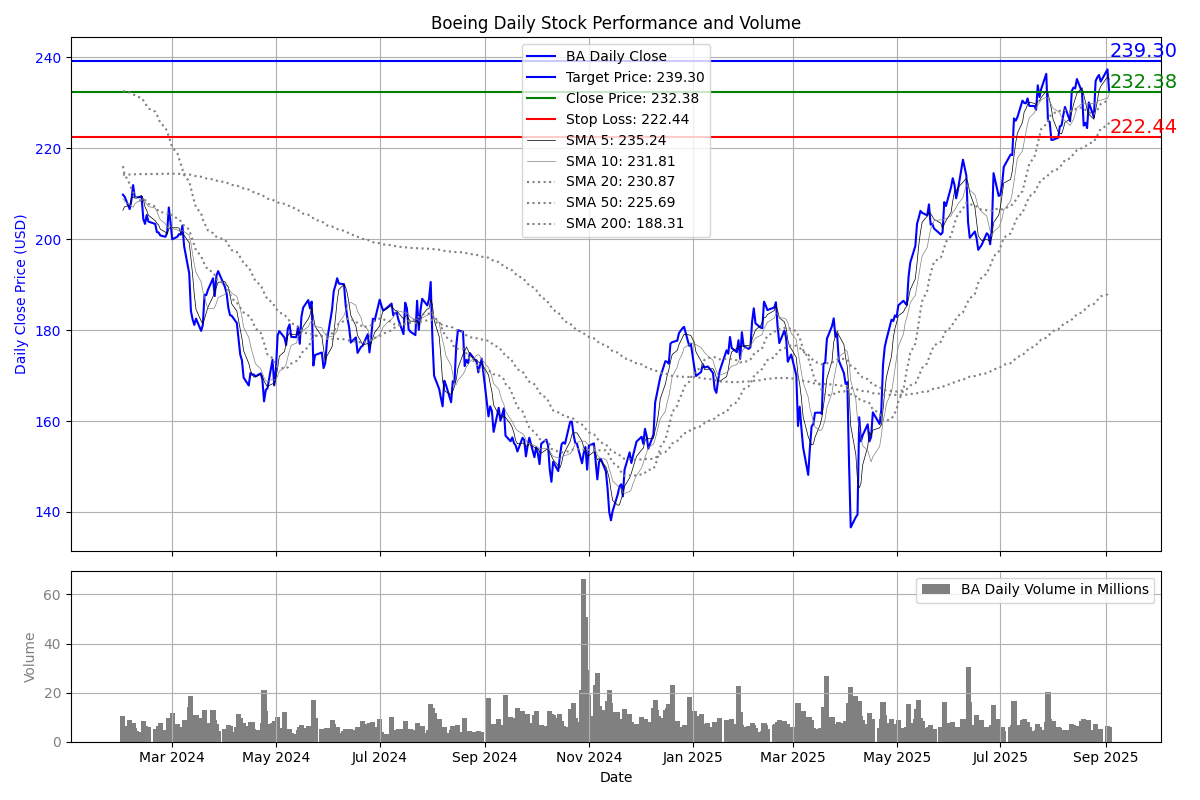 Boeing Daily Stock Performance and Volume
239.30
232.38
222.44
BA Daily Close
Target Price: 239.30
Close Price: 232.38
Stop Loss: 222.44
SMA 5: 235.24
SMA 10: 231.81
SMA 20: 230.87
SMA 50: 225.69
SMA 200: 188.31
Daily Close Price (USD)
240
220
200
180
160
140
BA Daily Volume in Millions
Volume
60
40
20
0
Mar 2024
May 2024
Jul 2024
Sep 2024
Nov 2024
Jan 2025
Mar 2025
May 2025
Jul 2025
Sep 2025
Date